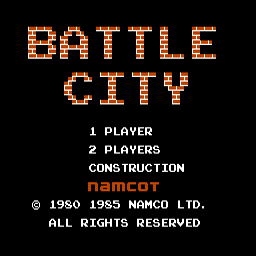 BATTLE
CITY
1 PLAYER
2 PLAYERS
CONSTRUCTION
namcot
© 1980 1985 NAMCO LTD.
ALL RIGHTS RESERVED